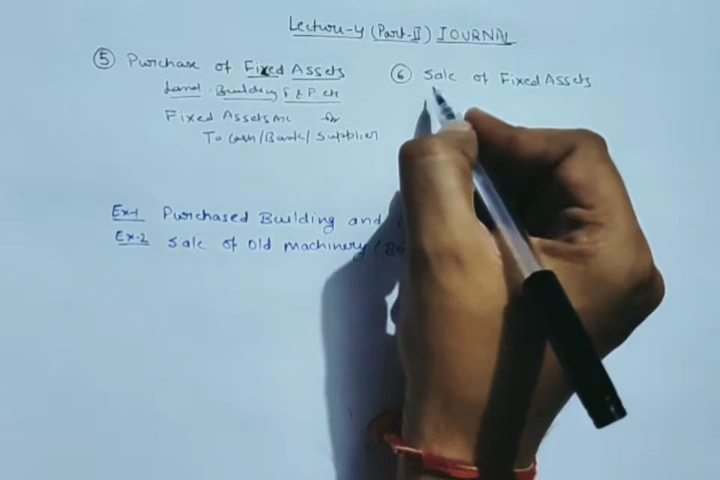 Lecture-4 (Part-II) JOURNAL
⑤ Purchase of Fixed Assets
Land, Building F & F etc
Fixed Assets A/c Dr
To Cash/Bank/Supplier
⑥ Sale of Fixed Assets
Ex-1 Purchased Building and
Ex-2 Sale of Old machinery